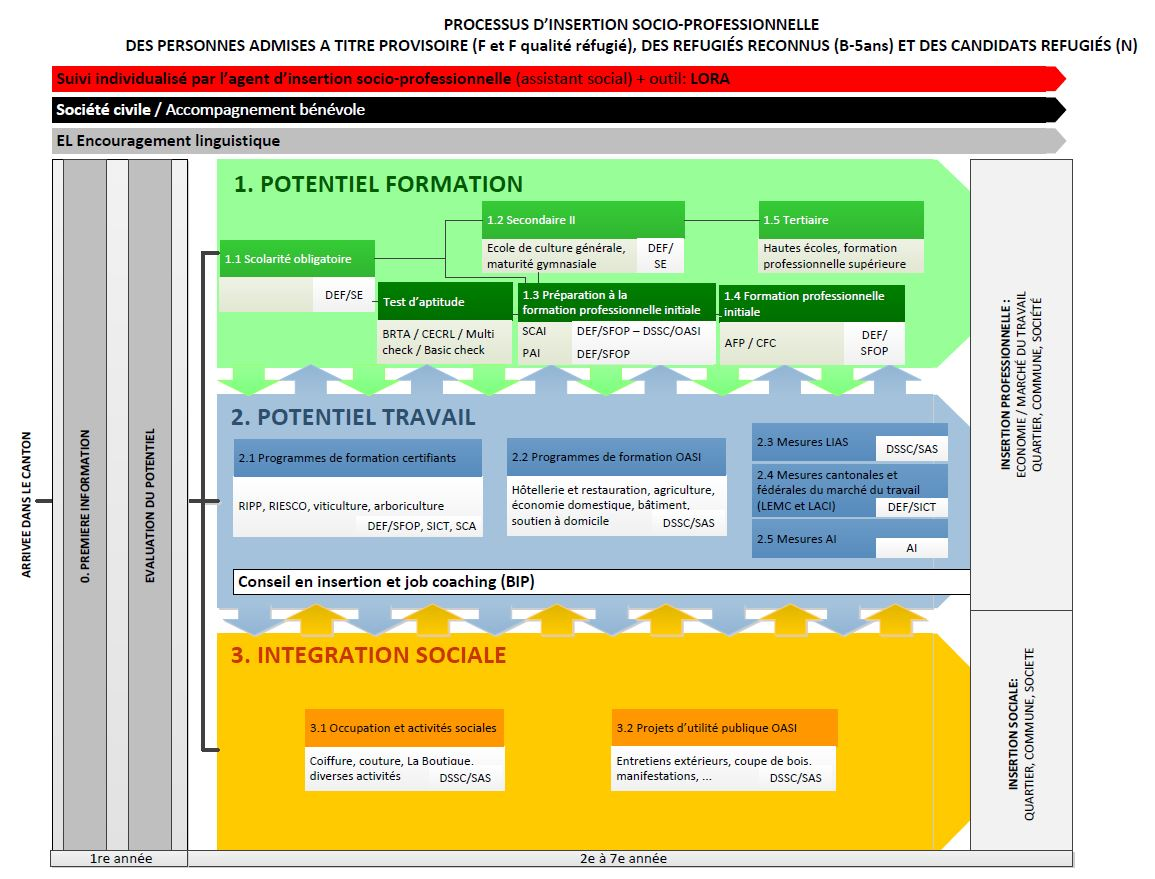 PROCESSUS D'INSERTION SOCIO-PROFESSIONNELLE
DES PERSONNES ADMISES A TITRE PROVISOIRE (F et F qualité réfugié), DES REFUGIÉS RECONNUS (B-5ans) ET DES CANDIDATS REFUGIÉS (N)
Suivi individualisé par l'agent d'insertion socio-professionnelle (assistant social) + outil: LORA
Société civile / Accompagnement bénévole
EL Encouragement linguistique
ARRIVEE DANS LE CANTON
0. PREMIERE INFORMATION
EVALUATION DU POTENTIEL
1. POTENTIEL FORMATION
1.1 Scolarité obligatoire
DEF/SE
1.2 Secondaire II
Ecole de culture générale,
maturité gymnasiale
DEF/
SE
1.5 Tertiaire
Hautes écoles, formation
professionnelle supérieure
Test d'aptitude
BRTA / CECRL / Multi
check / Basic check
1.3 Préparation à la
formation professionnelle initiale
SCAI
DEF/SFOP – DSSC/OASI
PAI
DEF/SFOP
1.4 Formation professionnelle
initiale
AFP / CFC
DEF/
SFOP
2. POTENTIEL TRAVAIL
2.1 Programmes de formation certifiants
RIPP, RIESCO, viticulture, arboriculture
DEF/SFOP, SICT, SCA
2.2 Programmes de formation OASI
Hôtellerie et restauration, agriculture,
économie domestique, bâtiment,
soutien à domicile
DSSC/SAS
2.3 Mesures LIAS
DSSC/SAS
2.4 Mesures cantonales et
fédérales du marché du travail
(LEMC et LACI)
DEF/SICT
2.5 Mesures AI
AI
Conseil en insertion et job coaching (BIP)
3. INTEGRATION SOCIALE
3.1 Occupation et activités sociales
Coiffure, couture, La Boutique,
diverses activités
DSSC/SAS
3.2 Projets d'utilité publique OASI
Entretiens extérieurs, coupe de bois,
manifestations, ...
DSSC/SAS
INSERTION PROFESSIONNELLE :
ECONOMIE / MARCHÉ DU TRAVAIL
QUARTIER, COMMUNE, SOCIÉTÉ
INSERTION SOCIALE:
QUARTIER, COMMUNE, SOCIETE
1re année
2e à 7e année